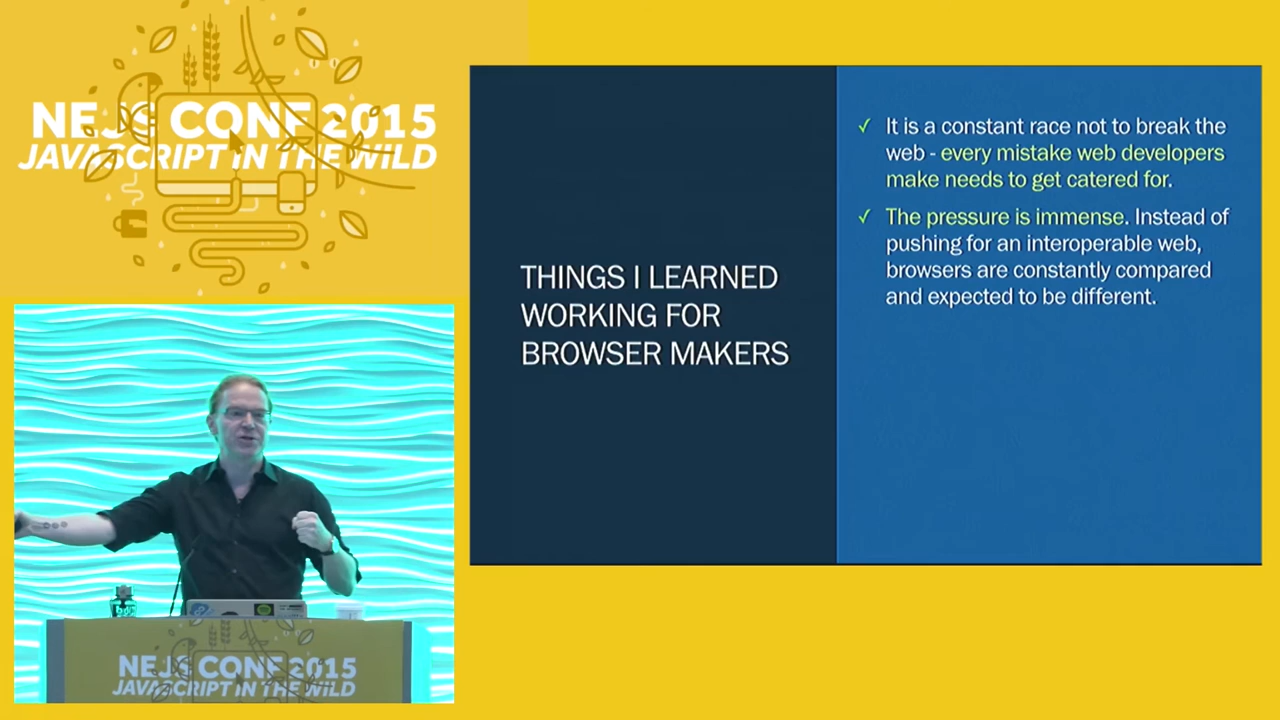 NEJS CONF 2015
JAVASCRIPT IN THE WILD
THINGS I LEARNED
WORKING FOR
BROWSER MAKERS
✓ It is a constant race not to break the
web - every mistake web developers
make needs to get catered for.
✓ The pressure is immense. Instead of
pushing for an interoperable web,
browsers are constantly compared
and expected to be different.
NEJS CONF 2015
JAVASCRIPT IN THE WILD